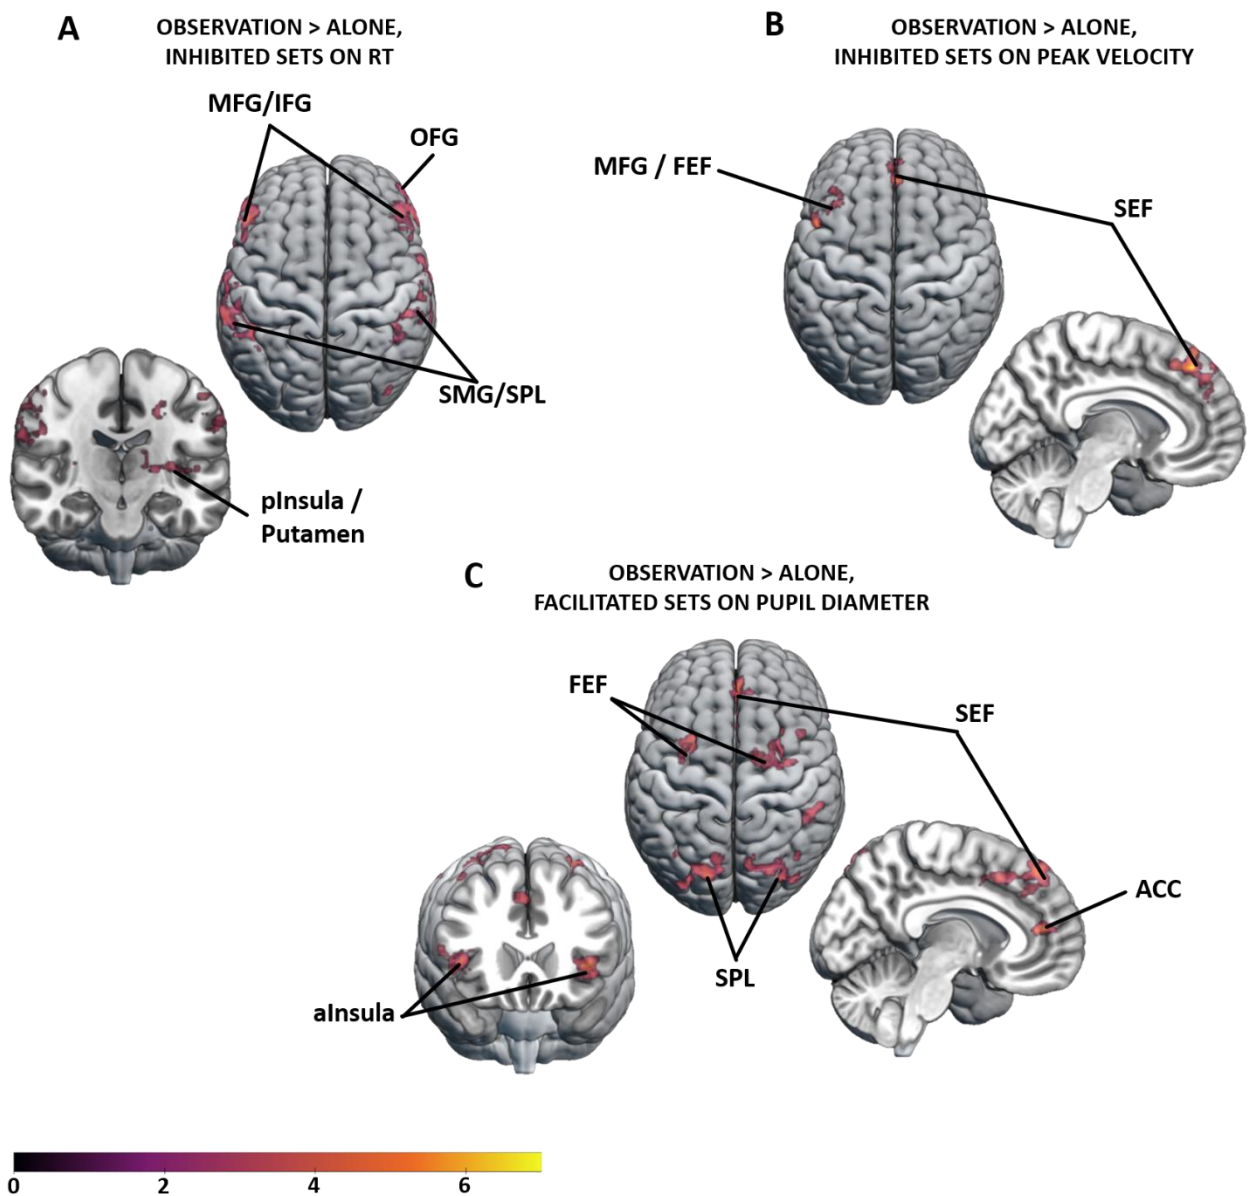 A
OBSERVATION > ALONE,
INHIBITED SETS ON RT
MFG/IFG
OFG
SMG/SPL
pInsula /
Putamen
B
OBSERVATION > ALONE,
INHIBITED SETS ON PEAK VELOCITY
MFG / FEF
SEF
C
OBSERVATION > ALONE,
FACILITATED SETS ON PUPIL DIAMETER
FEF
SEF
ACC
SPL
aInsula
0 2 4 6